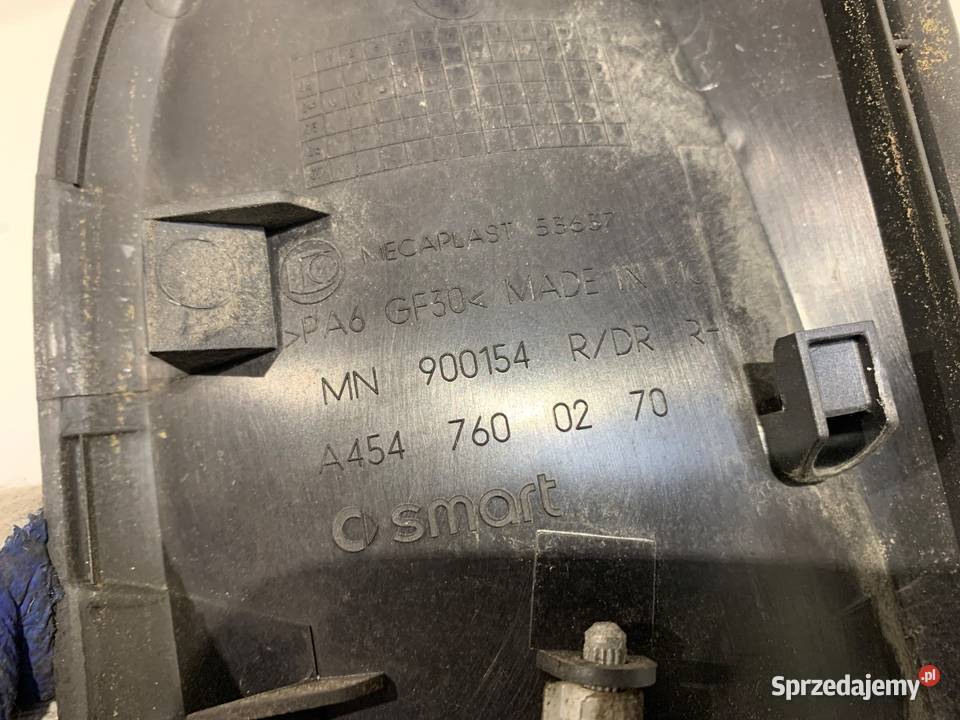 MECAPLAST 53637
>PA6 GF30< MADE IN
MN 900154 R/DR R-
A454 760 02 70
smart
Sprzedajemy.pl